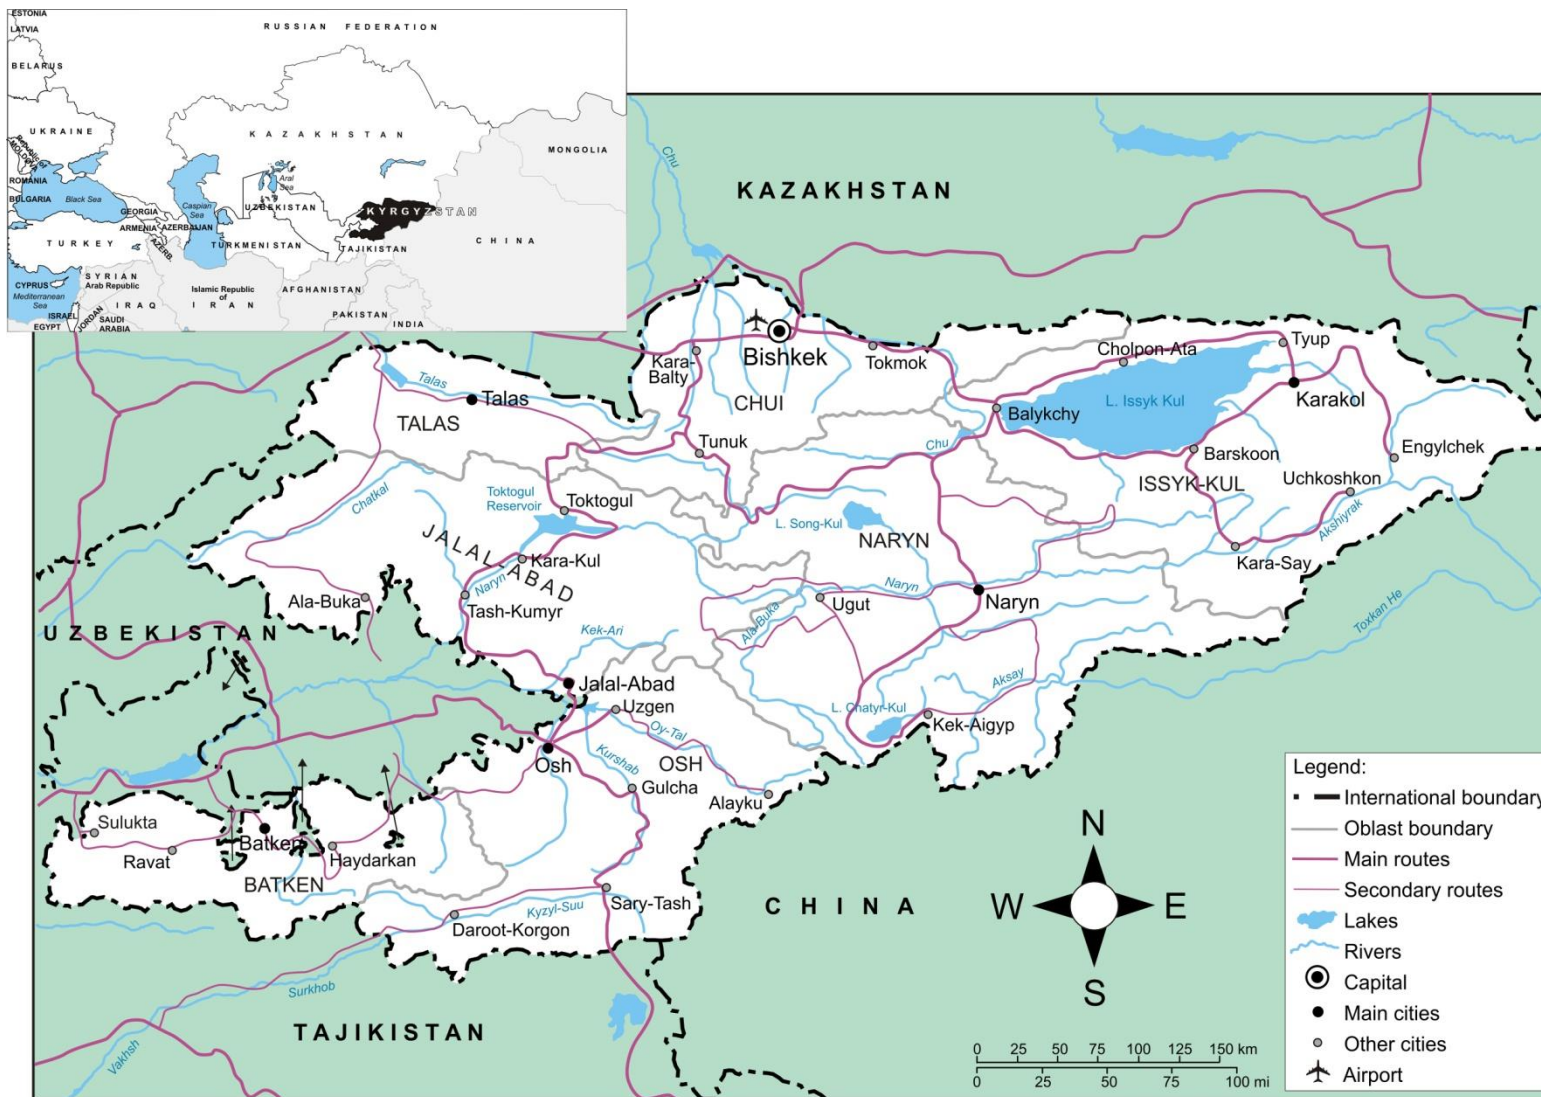 ESTONIA
LATVIA
RUSSIAN FEDERATION
BELARUS
UKRAINE
KAZAKHSTAN
MONGOLIA
Republic of
MOLDOVA
ROMANIA
BULGARIA
Black Sea
Caspian
Sea
Aral
Sea
GEORGIA
UZBEKISTAN
KYRGYZSTAN
ARMENIA
AZERBAIJAN
AZERB.
TURKEY
TURKMENISTAN
TAJIKISTAN
CHINA
CYPRUS
SYRIAN
Arab Republic
Mediterranean
Sea
Islamic Republic
of
IRAN
AFGHANISTAN
IRAQ
ISRAEL
JORDAN
EGYPT
SAUDI
ARABIA
PAKISTAN
INDIA
Chu
KAZAKHSTAN
Bishkek
Kara-
Balty
Tokmok
Cholpon-Ata
Tyup
Talas
Talas
TALAS
CHUI
L. Issyk Kul
Karakol
Balykchy
Tunuk
Chu
Barskoon
Engylchek
ISSYK-KUL
Uchkoshkon
Chatkal
Toktogul
Reservoir
Toktogul
L. Song-Kul
NARYN
Akshiyrak
JALAL-ABAD
Kara-Kul
Kara-Say
Naryn
Tash-Kumyr
Ala-Buka
Naryn
Ugut
Naryn
Ala-Buka
Toxkan He
UZBEKISTAN
Kek-Ari
Jalal-Abad
Uzgen
Aksay
L. Chatyr-Kul
Kek-Aigyp
Oy-Tal
Osh
Kurshab
OSH
Gulcha
Alayku
Sulukta
Batken
Ravat
Haydarkan
BATKEN
Sary-Tash
Kyzyl-Suu
Daroot-Korgon
CHINA
Surkhob
TAJIKISTAN
Vakhsh
N
W
E
S
0 25 50 75 100 150 km
0 25 50 75 100 mi
Legend:
International boundary
Oblast boundary
Main routes
Secondary routes
Lakes
Rivers
Capital
Main cities
Other cities
Airport